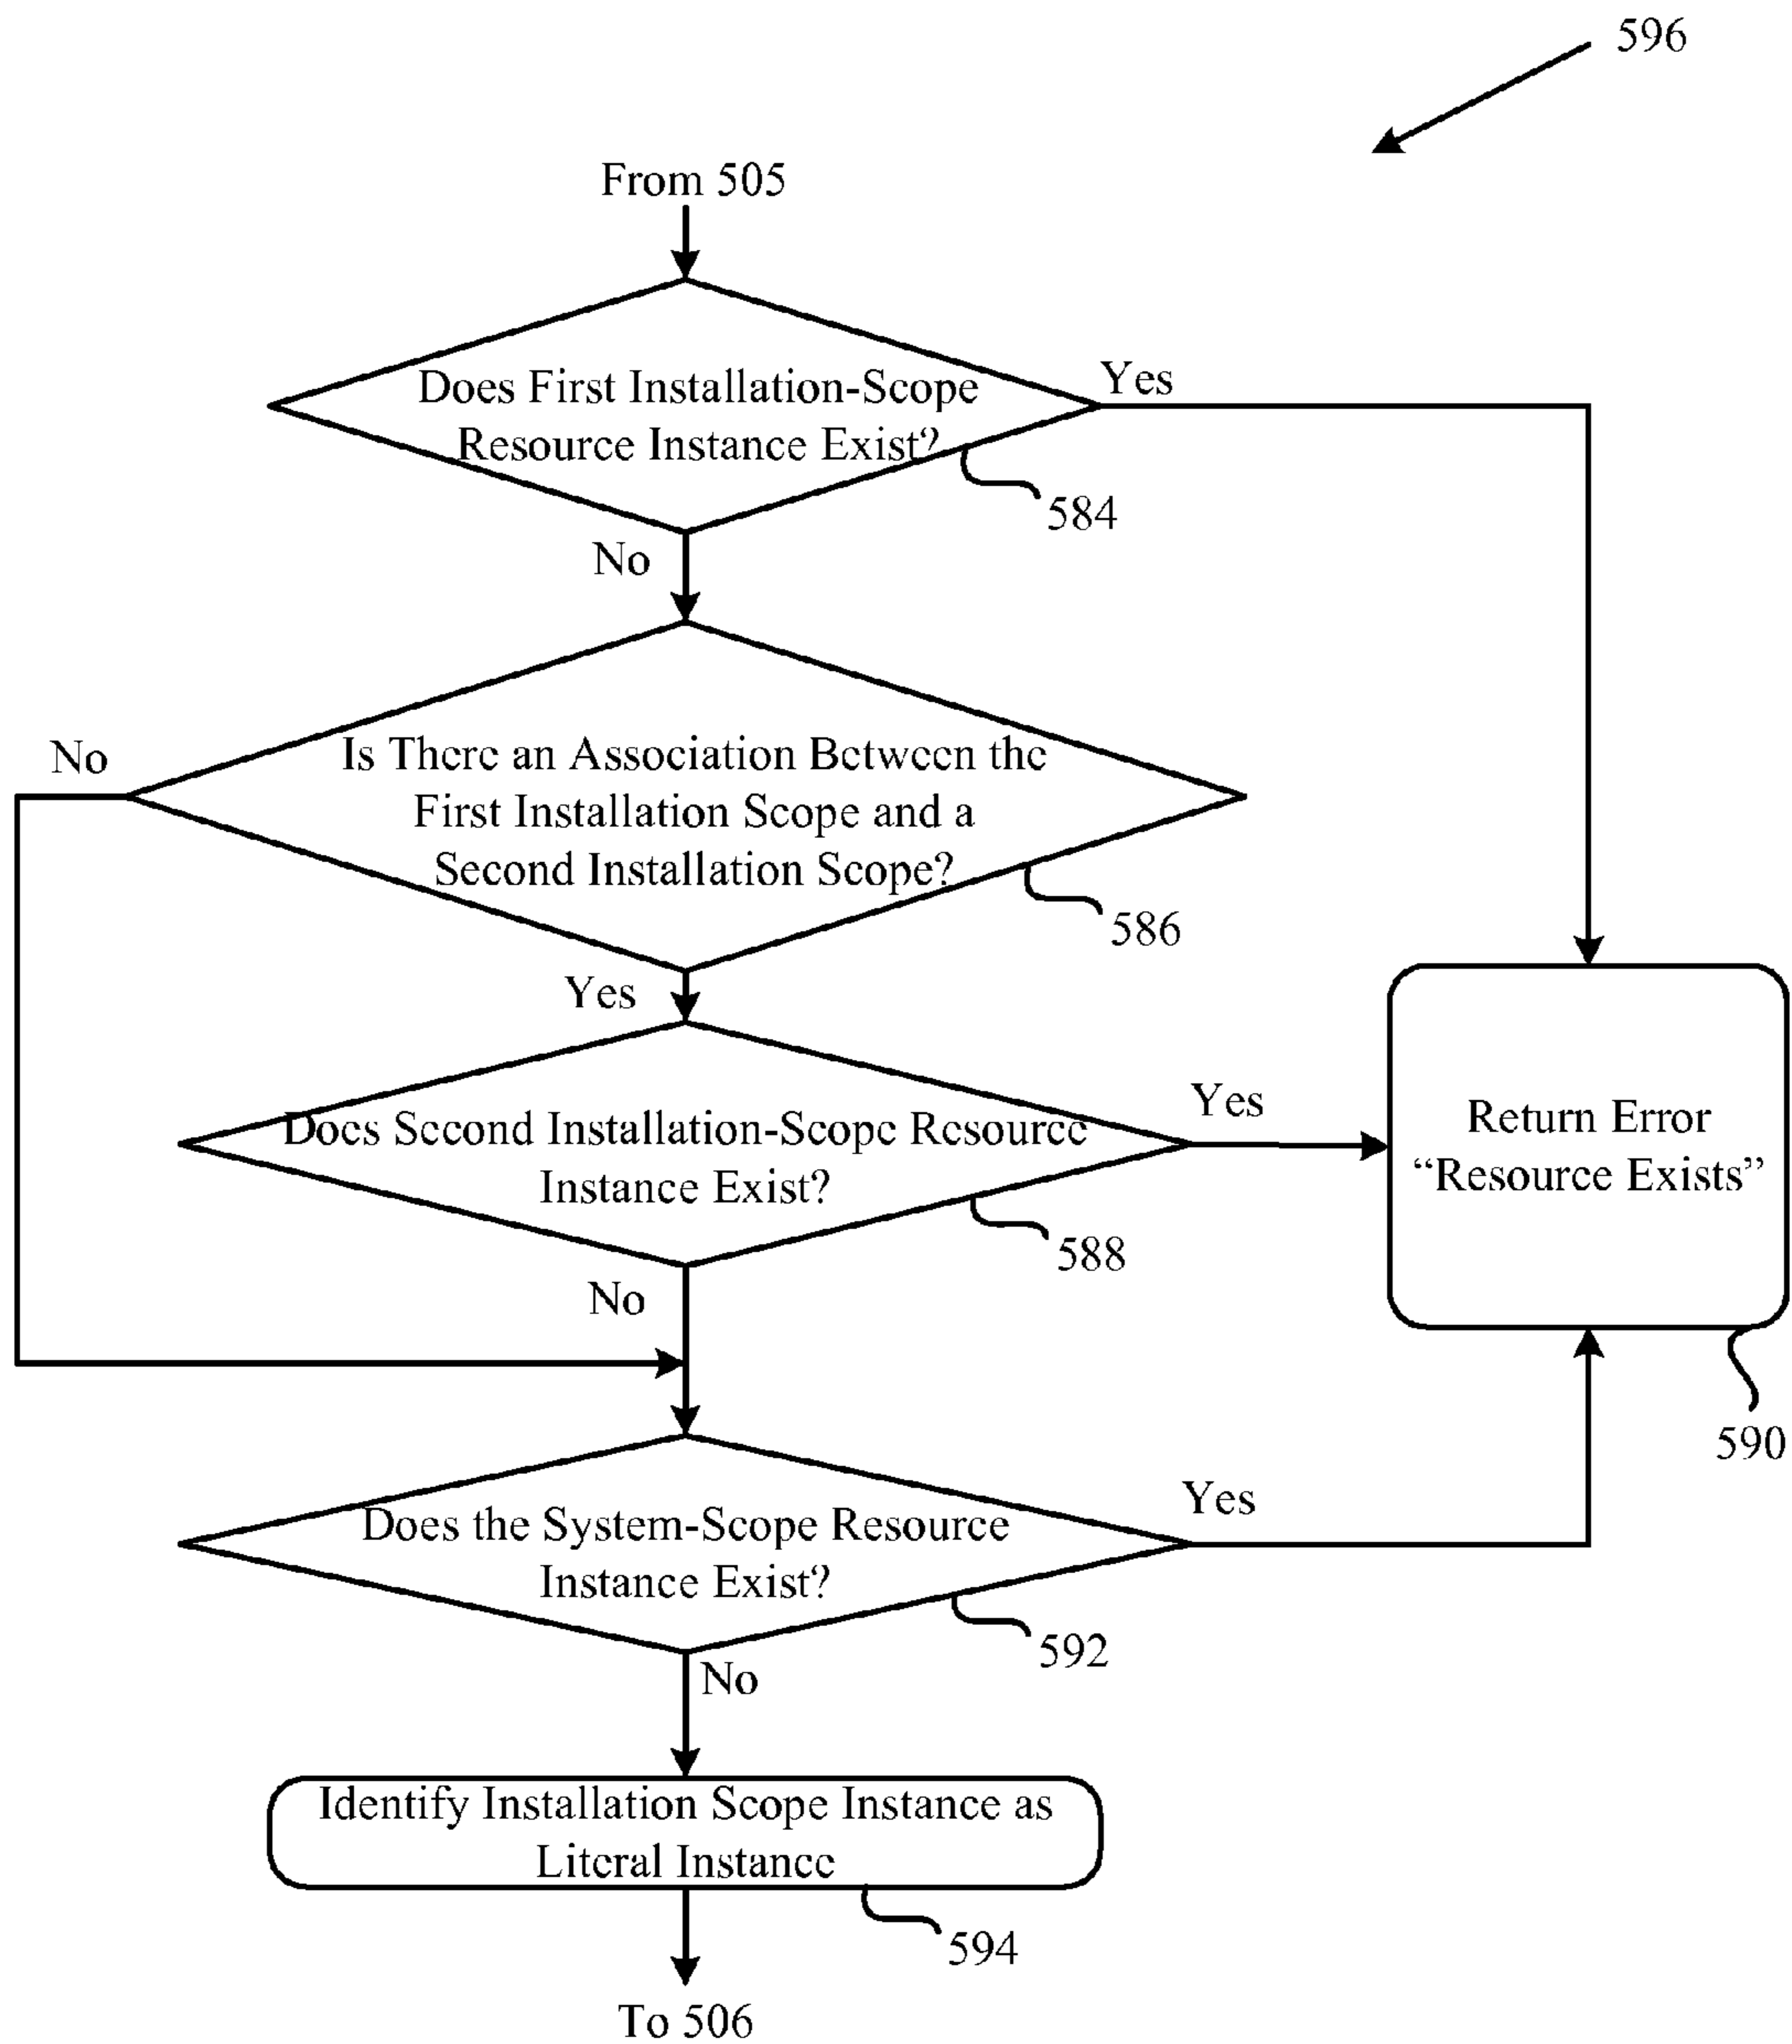 596
From 505
Does First Installation-Scope
Resource Instance Exist?
Yes
584
No
Is There an Association Between the
First Installation Scope and a
Second Installation Scope?
No
586
Yes
Does Second Installation-Scope Resource
Instance Exist?
Yes
588
No
Return Error
“Resource Exists”
590
Does the System-Scope Resource
Instance Exist?
Yes
592
No
Identify Installation Scope Instance as
Literal Instance
594
To 506